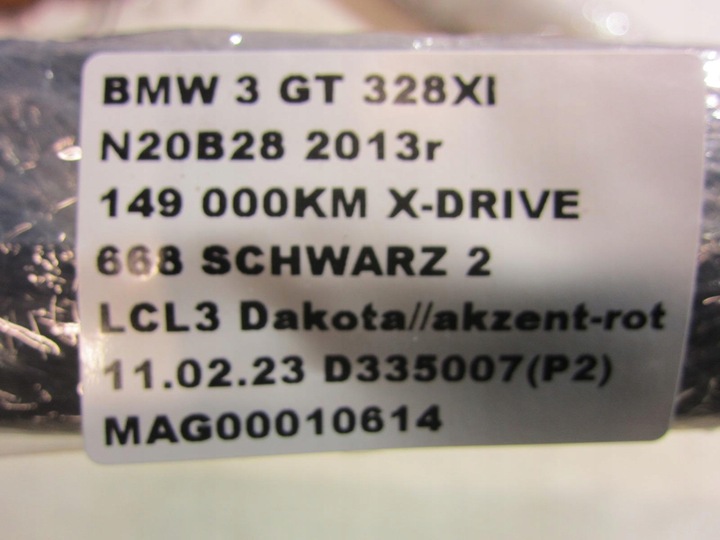 BMW 3 GT 328XI
N20B28 2013r
149 000KM X-DRIVE
668 SCHWARZ 2
LCL3 Dakota//akzent-rot
11.02.23 D335007(P2)
MAG00010614